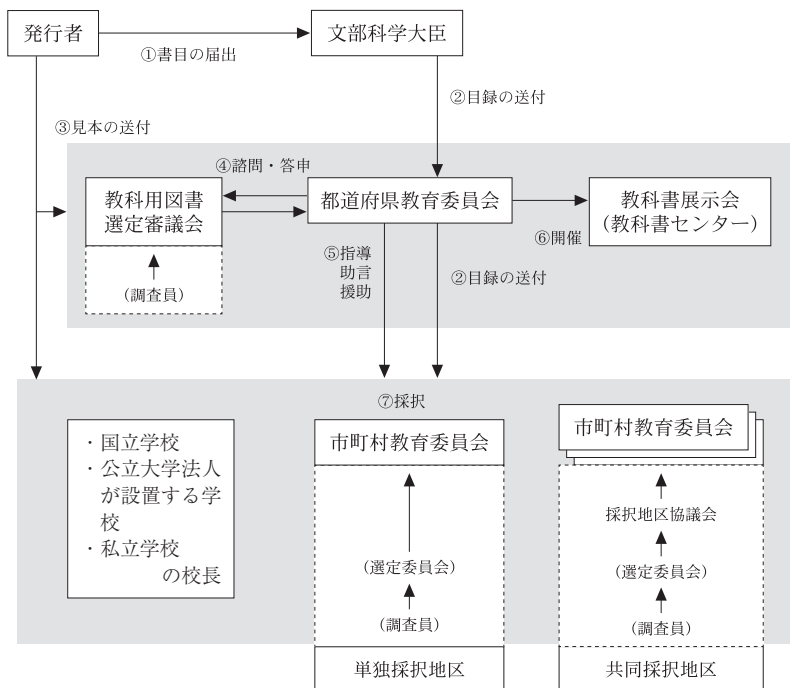 発行者
文部科学大臣
①書目の届出
②目録の送付
③見本の送付
④諮問・答申
教科用図書
選定審議会
(調査員)
都道府県教育委員会
教科書展示会
(教科書センター)
⑥開催
⑤指導
助言
援助
②目録の送付
⑦採択
・国立学校
・公立大学法人
が設置する学
校
・私立学校
の校長
市町村教育委員会
(選定委員会)
(調査員)
単独採択地区
市町村教育委員会
採択地区協議会
(選定委員会)
(調査員)
共同採択地区